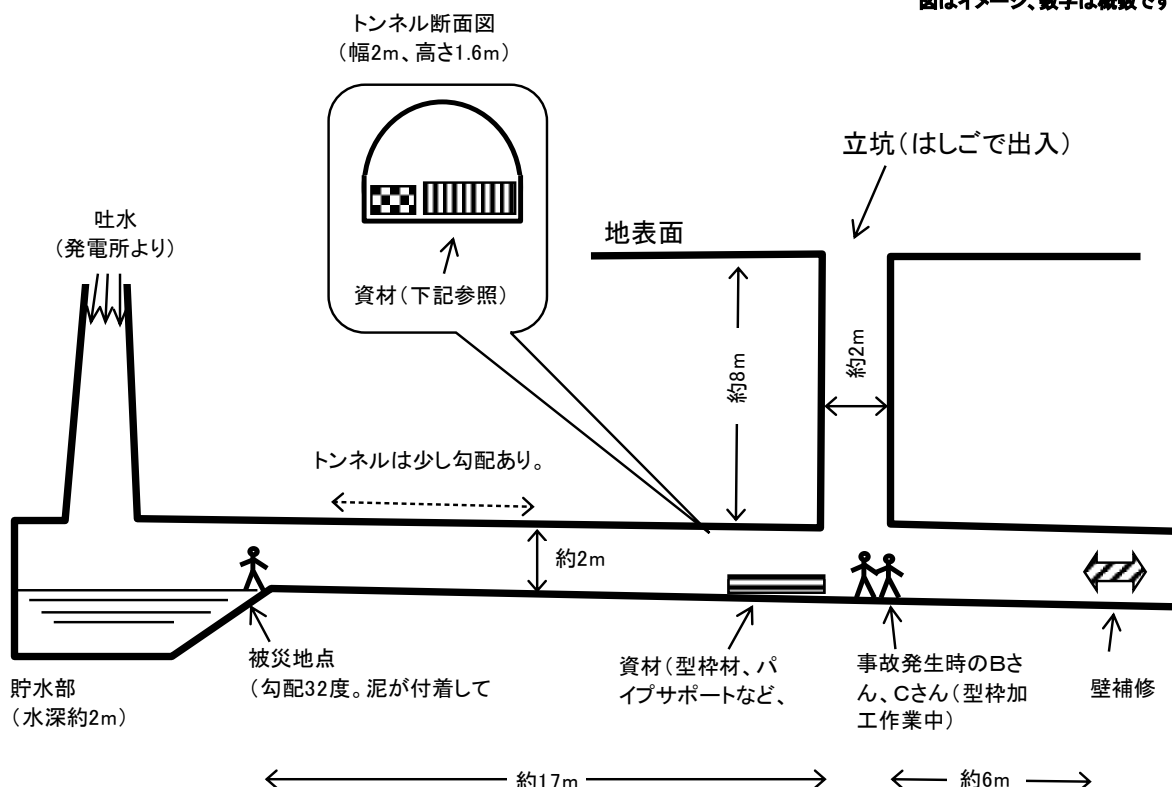 図はイメージ、数字は概数です
トンネル断面図
（幅2m、高さ1.6m）
資材（下記参照）
立坑（はしごで出入）
地表面
吐水
（発電所より）
約8m
約2m
トンネルは少し勾配あり。
約2m
被災地点
（勾配32度。泥が付着して
貯水部
（水深約2m）
資材（型枠材、パ
イプサポートなど、
事故発生時のBさ
ん、Cさん（型枠加
工作業中）
壁補修
約17m
約6m